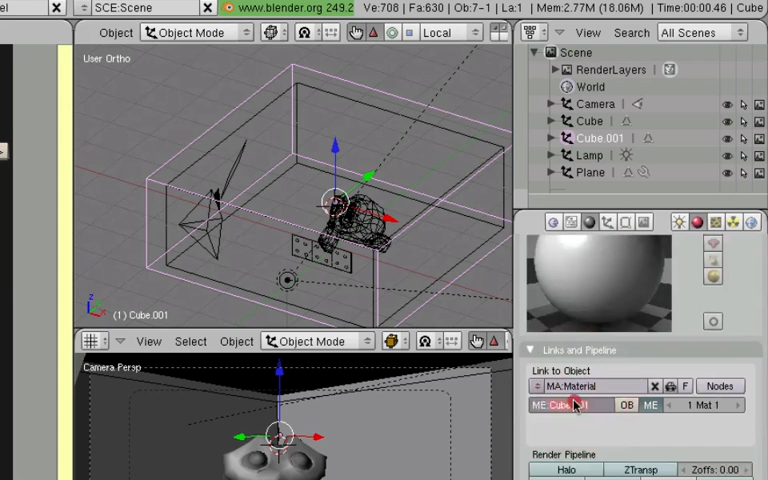 el
SCE:Scene
www.blender.org 249.2
Ve:708 | Fa:630 | Ob:7-1 | La:1 | Mem:2.77M (18.06M) | Time:00:00.46 | Cube
Object
Object Mode
Local
View
Search
All Scenes
User Ortho
Scene
RenderLayers
World
Camera
Cube
Cube.001
Lamp
Plane
z
(1) Cube.001
View
Select
Object
Object Mode
Camera Persp
Links and Pipeline
Link to Object
MA:Material
F
Nodes
OB
ME
1 Mat 1
Render Pipeline
Halo
ZTransp
Zoffs: 0.00